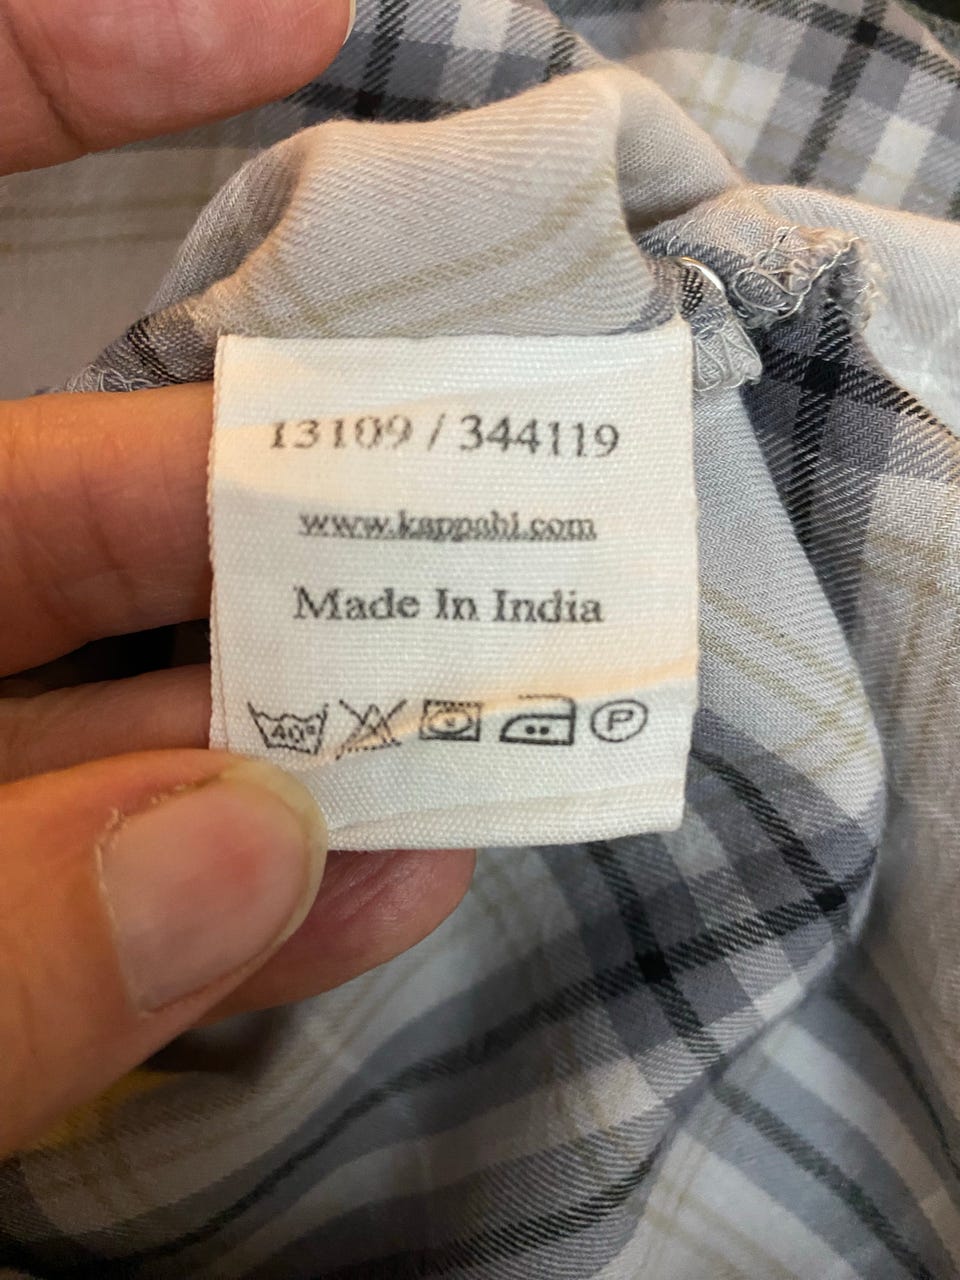 13109 / 344119
www.kappahl.com
Made In India
40° P